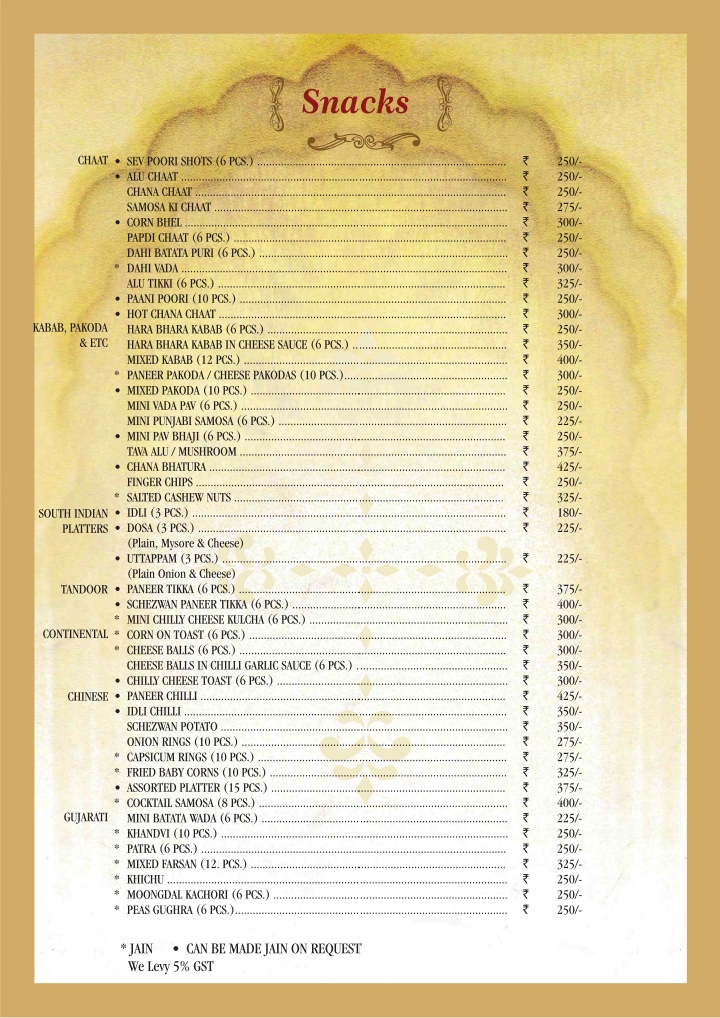 Snacks
CHAAT • SEV POORI SHOTS (6 PCS.) ₹ 250/-
• ALU CHAAT ₹ 250/-
CHANA CHAAT ₹ 250/-
SAMOSA KI CHAAT ₹ 275/-
• CORN BHEL ₹ 300/-
PAPDI CHAAT (6 PCS.) ₹ 250/-
DAHI BATATA PURI (6 PCS.) ₹ 250/-
* DAHI VADA ₹ 300/-
ALU TIKKI (6 PCS.) ₹ 325/-
• PAANI POORI (10 PCS.) ₹ 250/-
• HOT CHANA CHAAT ₹ 300/-
KABAB, PAKODA HARA BHARA KABAB (6 PCS.) ₹ 250/-
& ETC HARA BHARA KABAB IN CHEESE SAUCE (6 PCS.) ₹ 350/-
MIXED KABAB (12 PCS.) ₹ 400/-
* PANEER PAKODA / CHEESE PAKODAS (10 PCS.) ₹ 300/-
• MIXED PAKODA (10 PCS.) ₹ 250/-
MINI VADA PAV (6 PCS.) ₹ 250/-
MINI PUNJABI SAMOSA (6 PCS.) ₹ 225/-
• MINI PAV BHAJI (6 PCS.) ₹ 250/-
TAVA ALU / MUSHROOM ₹ 375/-
• CHANA BHATURA ₹ 425/-
FINGER CHIPS ₹ 250/-
* SALTED CASHEW NUTS ₹ 325/-
SOUTH INDIAN • IDLI (3 PCS.) ₹ 180/-
PLATTERS • DOSA (3 PCS.) ₹ 225/-
(Plain, Mysore & Cheese)
• UTTAPPAM (3 PCS.) ₹ 225/-
(Plain Onion & Cheese)
TANDOOR • PANEER TIKKA (6 PCS.) ₹ 375/-
• SCHEZWAN PANEER TIKKA (6 PCS.) ₹ 400/-
* MINI CHILLY CHEESE KULCHA (6 PCS.) ₹ 300/-
CONTINENTAL * CORN ON TOAST (6 PCS.) ₹ 300/-
* CHEESE BALLS (6 PCS.) ₹ 300/-
CHEESE BALLS IN CHILLI GARLIC SAUCE (6 PCS.) ₹ 350/-
• CHILLY CHEESE TOAST (6 PCS.) ₹ 300/-
CHINESE • PANEER CHILLI ₹ 425/-
• IDLI CHILLI ₹ 350/-
SCHEZWAN POTATO ₹ 350/-
ONION RINGS (10 PCS.) ₹ 275/-
* CAPSICUM RINGS (10 PCS.) ₹ 275/-
* FRIED BABY CORNS (10 PCS.) ₹ 325/-
• ASSORTED PLATTER (15 PCS.) ₹ 375/-
* COCKTAIL SAMOSA (8 PCS.) ₹ 400/-
GUJARATI MINI BATATA WADA (6 PCS.) ₹ 225/-
* KHANDVI (10 PCS.) ₹ 250/-
* PATRA (6 PCS.) ₹ 250/-
* MIXED FARSAN (12. PCS.) ₹ 325/-
* KHICHU ₹ 250/-
* MOONGDAL KACHORI (6 PCS.) ₹ 250/-
* PEAS GUGHRA (6 PCS.) ₹ 250/-
* JAIN • CAN BE MADE JAIN ON REQUEST
We Levy 5% GST